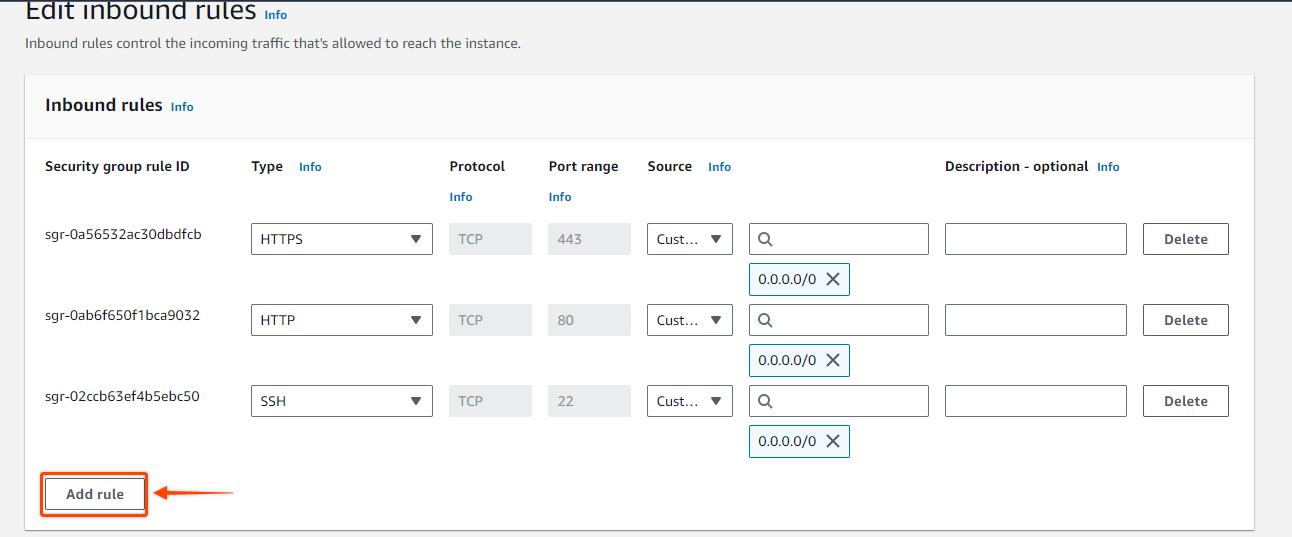 Edit inbound rules Info
Inbound rules control the incoming traffic that's allowed to reach the instance.
Inbound rules Info
Security group rule ID Type Info Protocol Port range Source Info Description - optional Info
Info Info
sgr-0a56532ac30dbdfcb HTTPS TCP 443 Cust... Delete
0.0.0.0/0
sgr-0ab6f650f1bca9032 HTTP TCP 80 Cust... Delete
0.0.0.0/0
sgr-02ccb63ef4b5ebc50 SSH TCP 22 Cust... Delete
0.0.0.0/0
Add rule